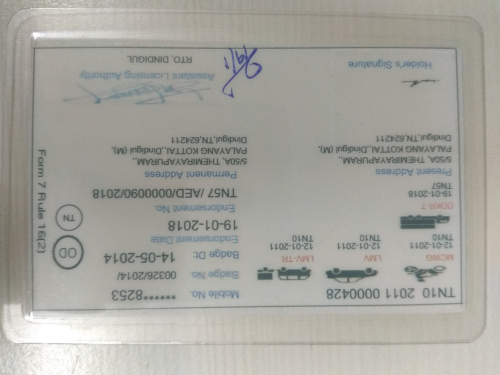 TN10 2011 0000428
MCWG LMV LMV-TR
12-01-2011 12-01-2011 12-01-2011
TN10 TN10 TN10
19-01-2018
TN57
Mobile No. ******8253
Badge No. 00326/2014/
Badge Dt: 14-05-2014
Endorsement Date
19-01-2018
Endorsement No.
TN57 /AED/0000090/2018
OD
TN
Form 7 Rule 16(2)
Present Address
5/50A, THEMIRAYAPURAM,,
PALAYANG KOTTAI,,Dindigul (M),
Dindigul,TN,624211
Permanent Address
5/50A, THEMIRAYAPURAM,,
PALAYANG KOTTAI,,Dindigul (M),
Dindigul,TN,624211
Holder's Signature
Assistant Licensing Authority
RTO, DINDIGUL